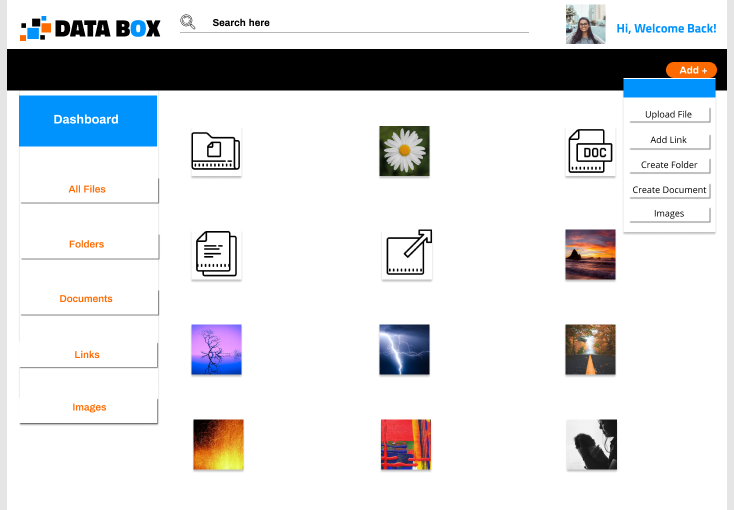 DATA BOX
Search here
Hi, Welcome Back!
Add +
Dashboard
All Files
Folders
Documents
Links
Images
DOC
Upload File
Add Link
Create Folder
Create Document
Images